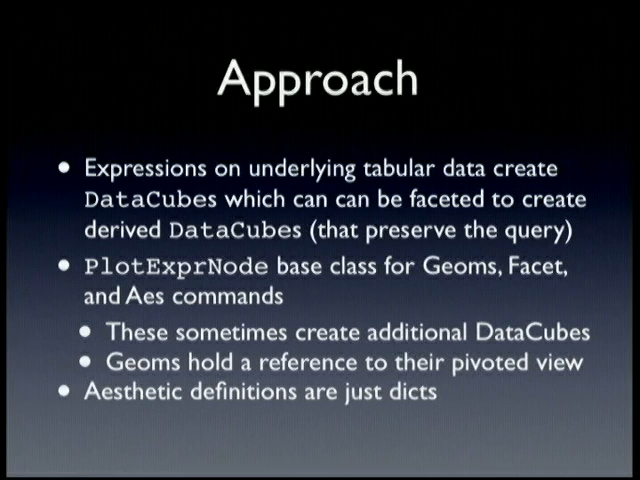 Approach
• Expressions on underlying tabular data create
DataCubes which can can be faceted to create
derived DataCubes (that preserve the query)
• PlotExprNode base class for Geoms, Facet,
and Aes commands
• These sometimes create additional DataCubes
• Geoms hold a reference to their pivoted view
• Aesthetic definitions are just dicts